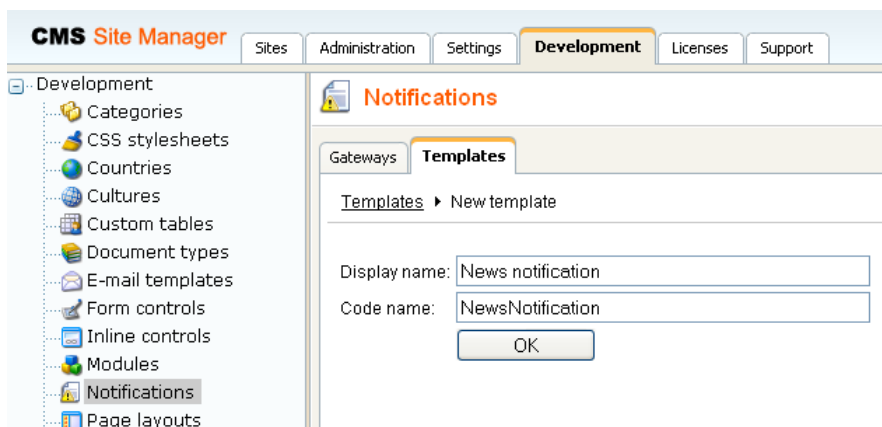 CMS Site Manager
Sites Administration Settings Development Licenses Support
Development
Categories
CSS stylesheets
Countries
Cultures
Custom tables
Document types
E-mail templates
Form controls
Inline controls
Modules
Notifications
Page layouts
Notifications
Gateways Templates
Templates New template
Display name: News notification
Code name: NewsNotification
OK